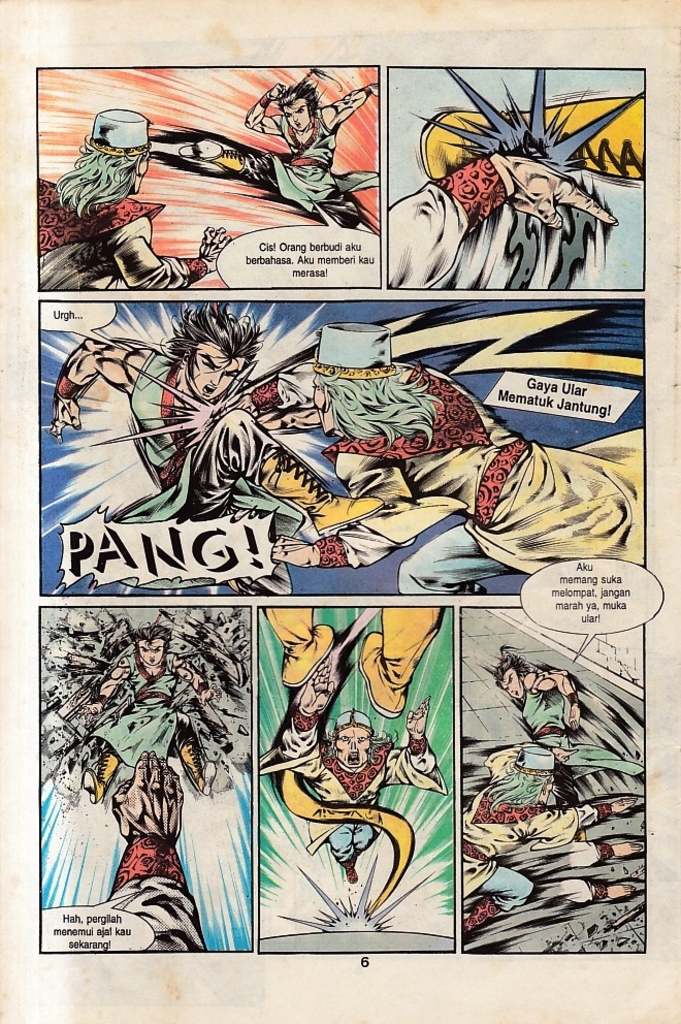 Cis! Orang berbudi aku
berbahasa. Aku memberi kau
merasa!
Urgh...
Gaya Ular
Mematuk Jantung!
PANG!
Aku
memang suka
melompat, jangan
marah ya, muka
ular!
Hah, pergilah
menemui ajal kau
sekarang!
6